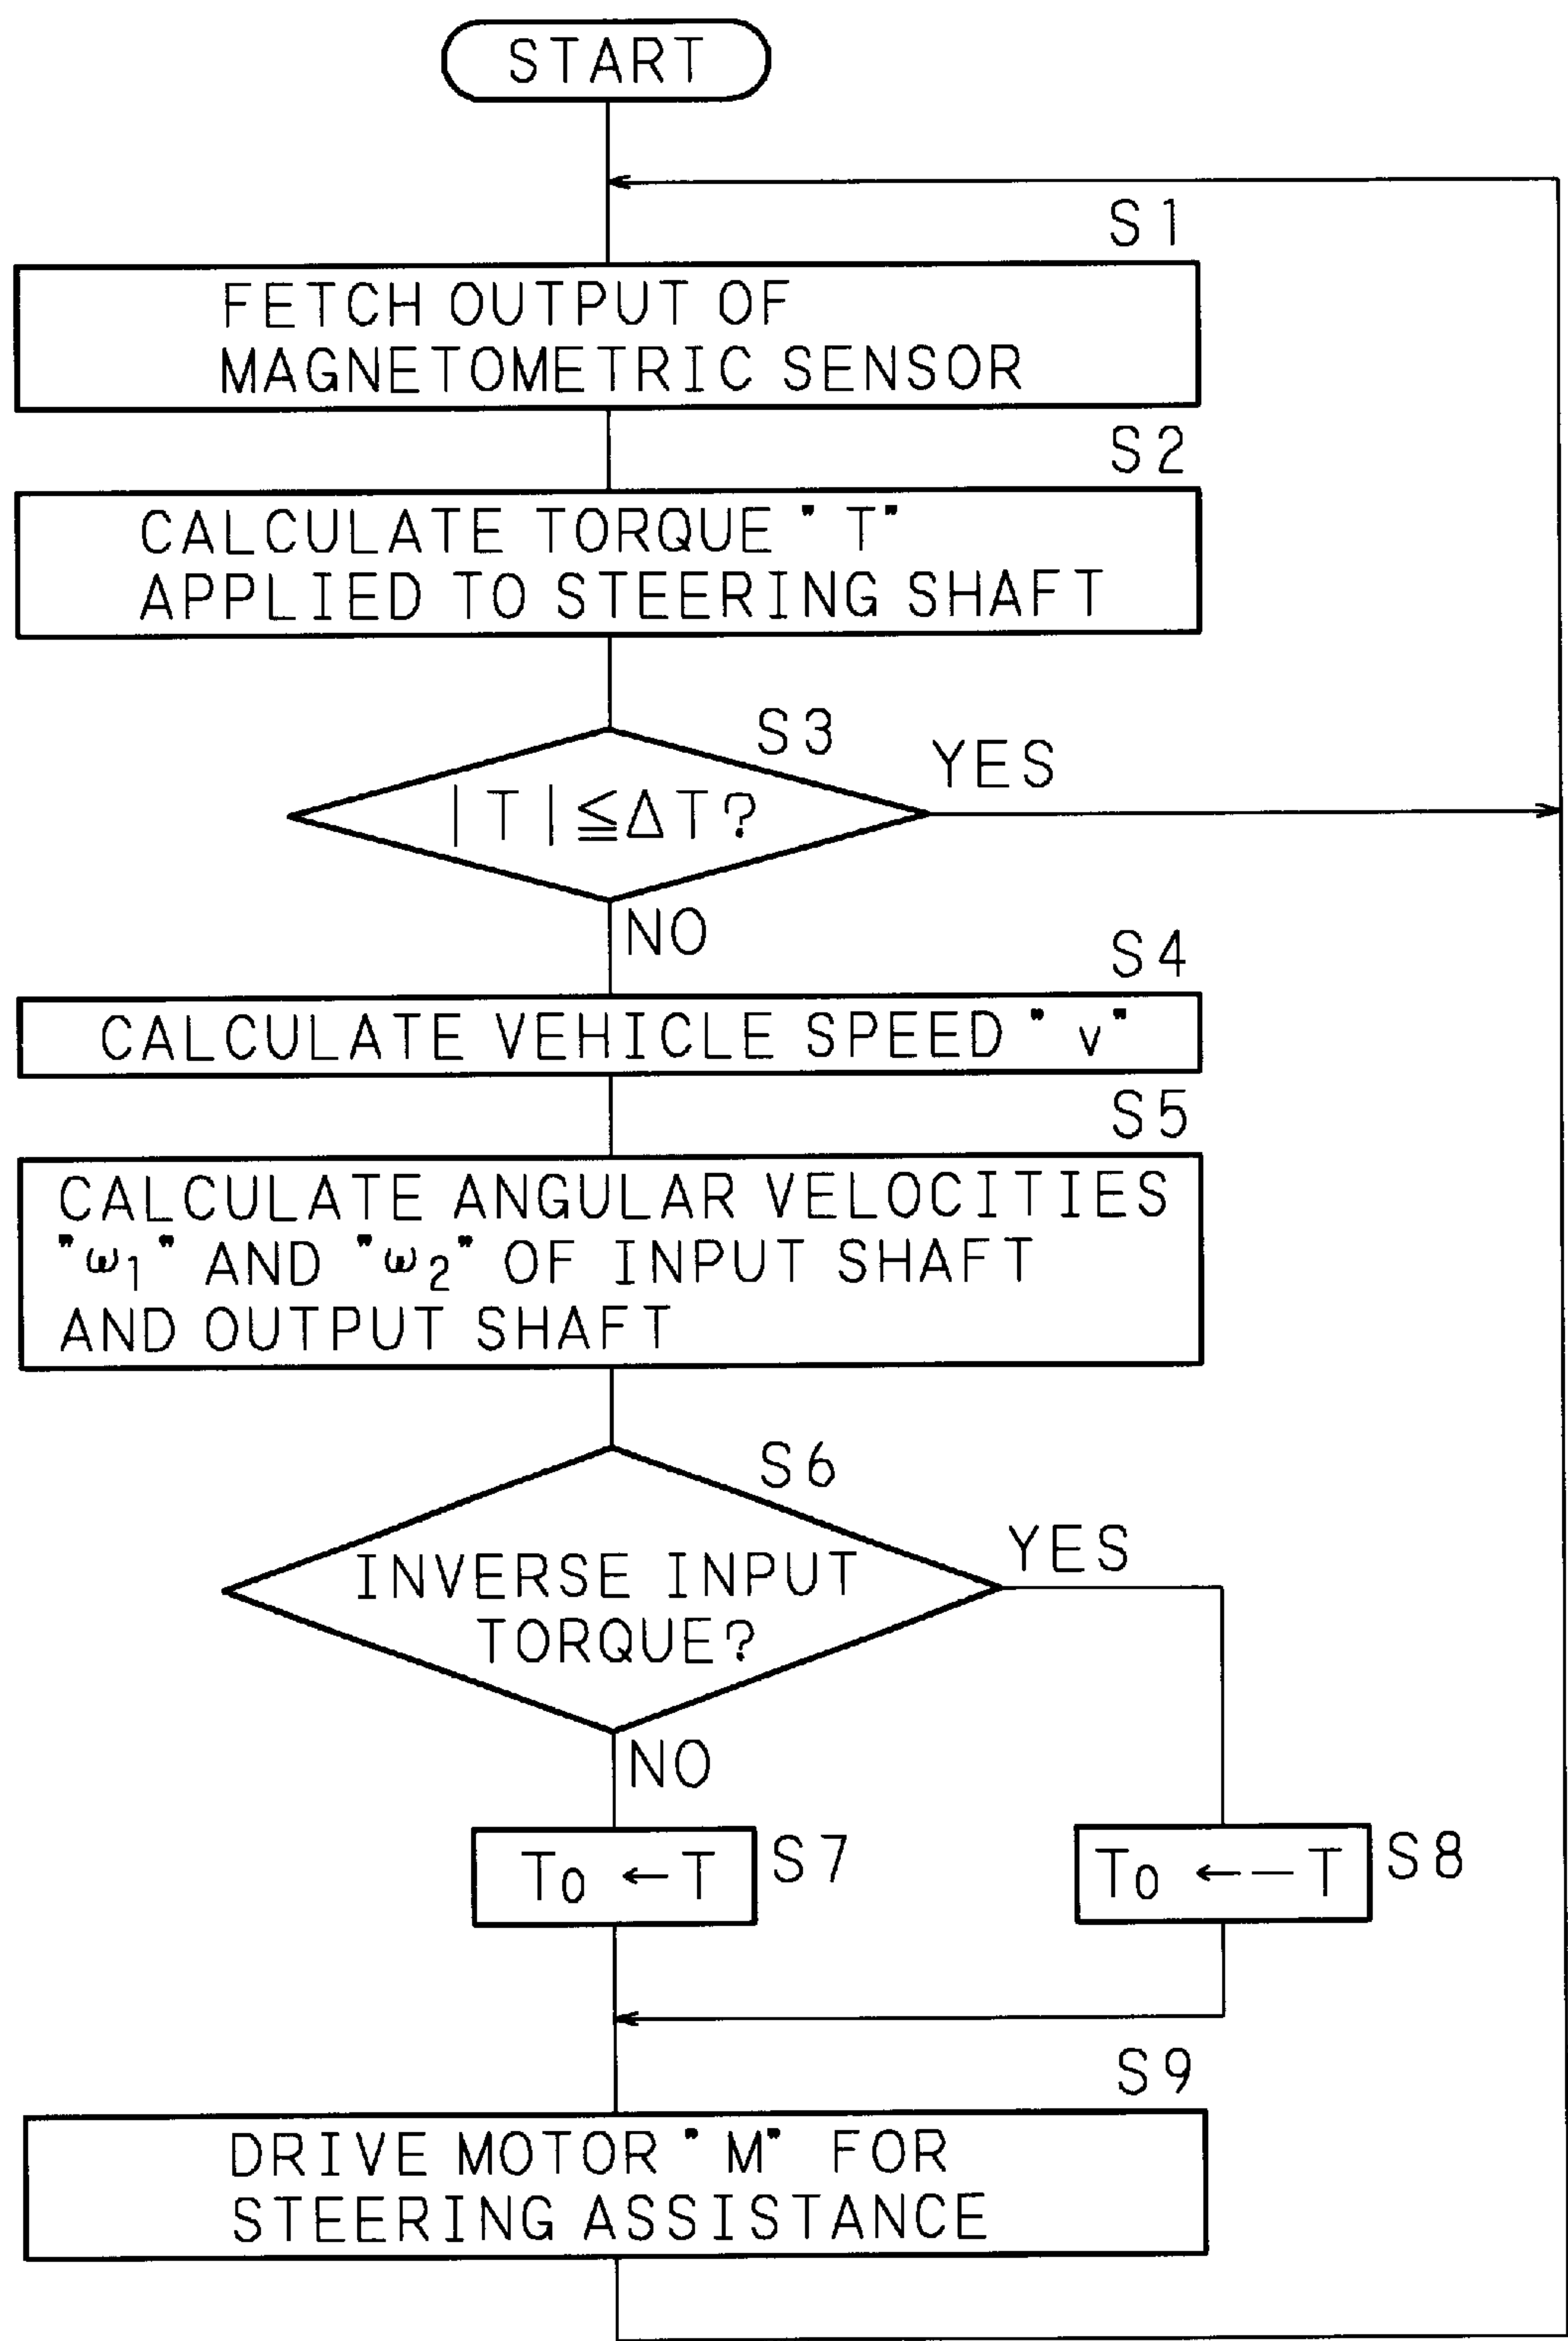 START
S1
FETCH OUTPUT OF
MAGNETOMETRIC SENSOR
S2
CALCULATE TORQUE "T"
APPLIED TO STEERING SHAFT
S3
YES
|T|≦ΔT?
NO
S4
CALCULATE VEHICLE SPEED "v"
S5
CALCULATE ANGULAR VELOCITIES
"ω1" AND "ω2" OF INPUT SHAFT
AND OUTPUT SHAFT
S6
YES
INVERSE INPUT
TORQUE?
NO
T0 ←T
S7
T0 ←−T
S8
S9
DRIVE MOTOR "M" FOR
STEERING ASSISTANCE